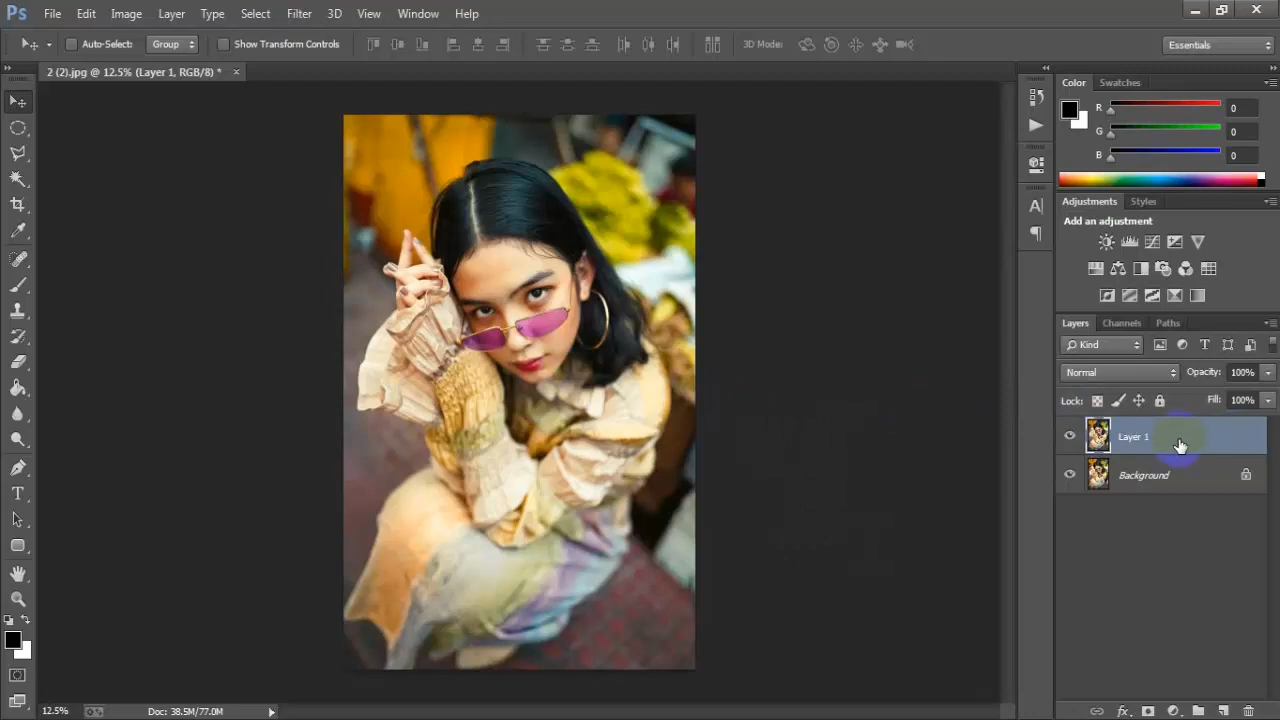 Ps File Edit Image Layer Type Select Filter 3D View Window Help
Auto-Select: Group Show Transform Controls 3D Mode: Essentials
2 (2).jpg @ 12.5% (Layer 1, RGB/8) * ×
Color Swatches
R 0
G 0
B 0
Adjustments Styles
Add an adjustment
Layers Channels Paths
Kind
Normal Opacity: 100%
Lock: Fill: 100%
Layer 1
Background
12.5% Doc: 38.5M/77.0M